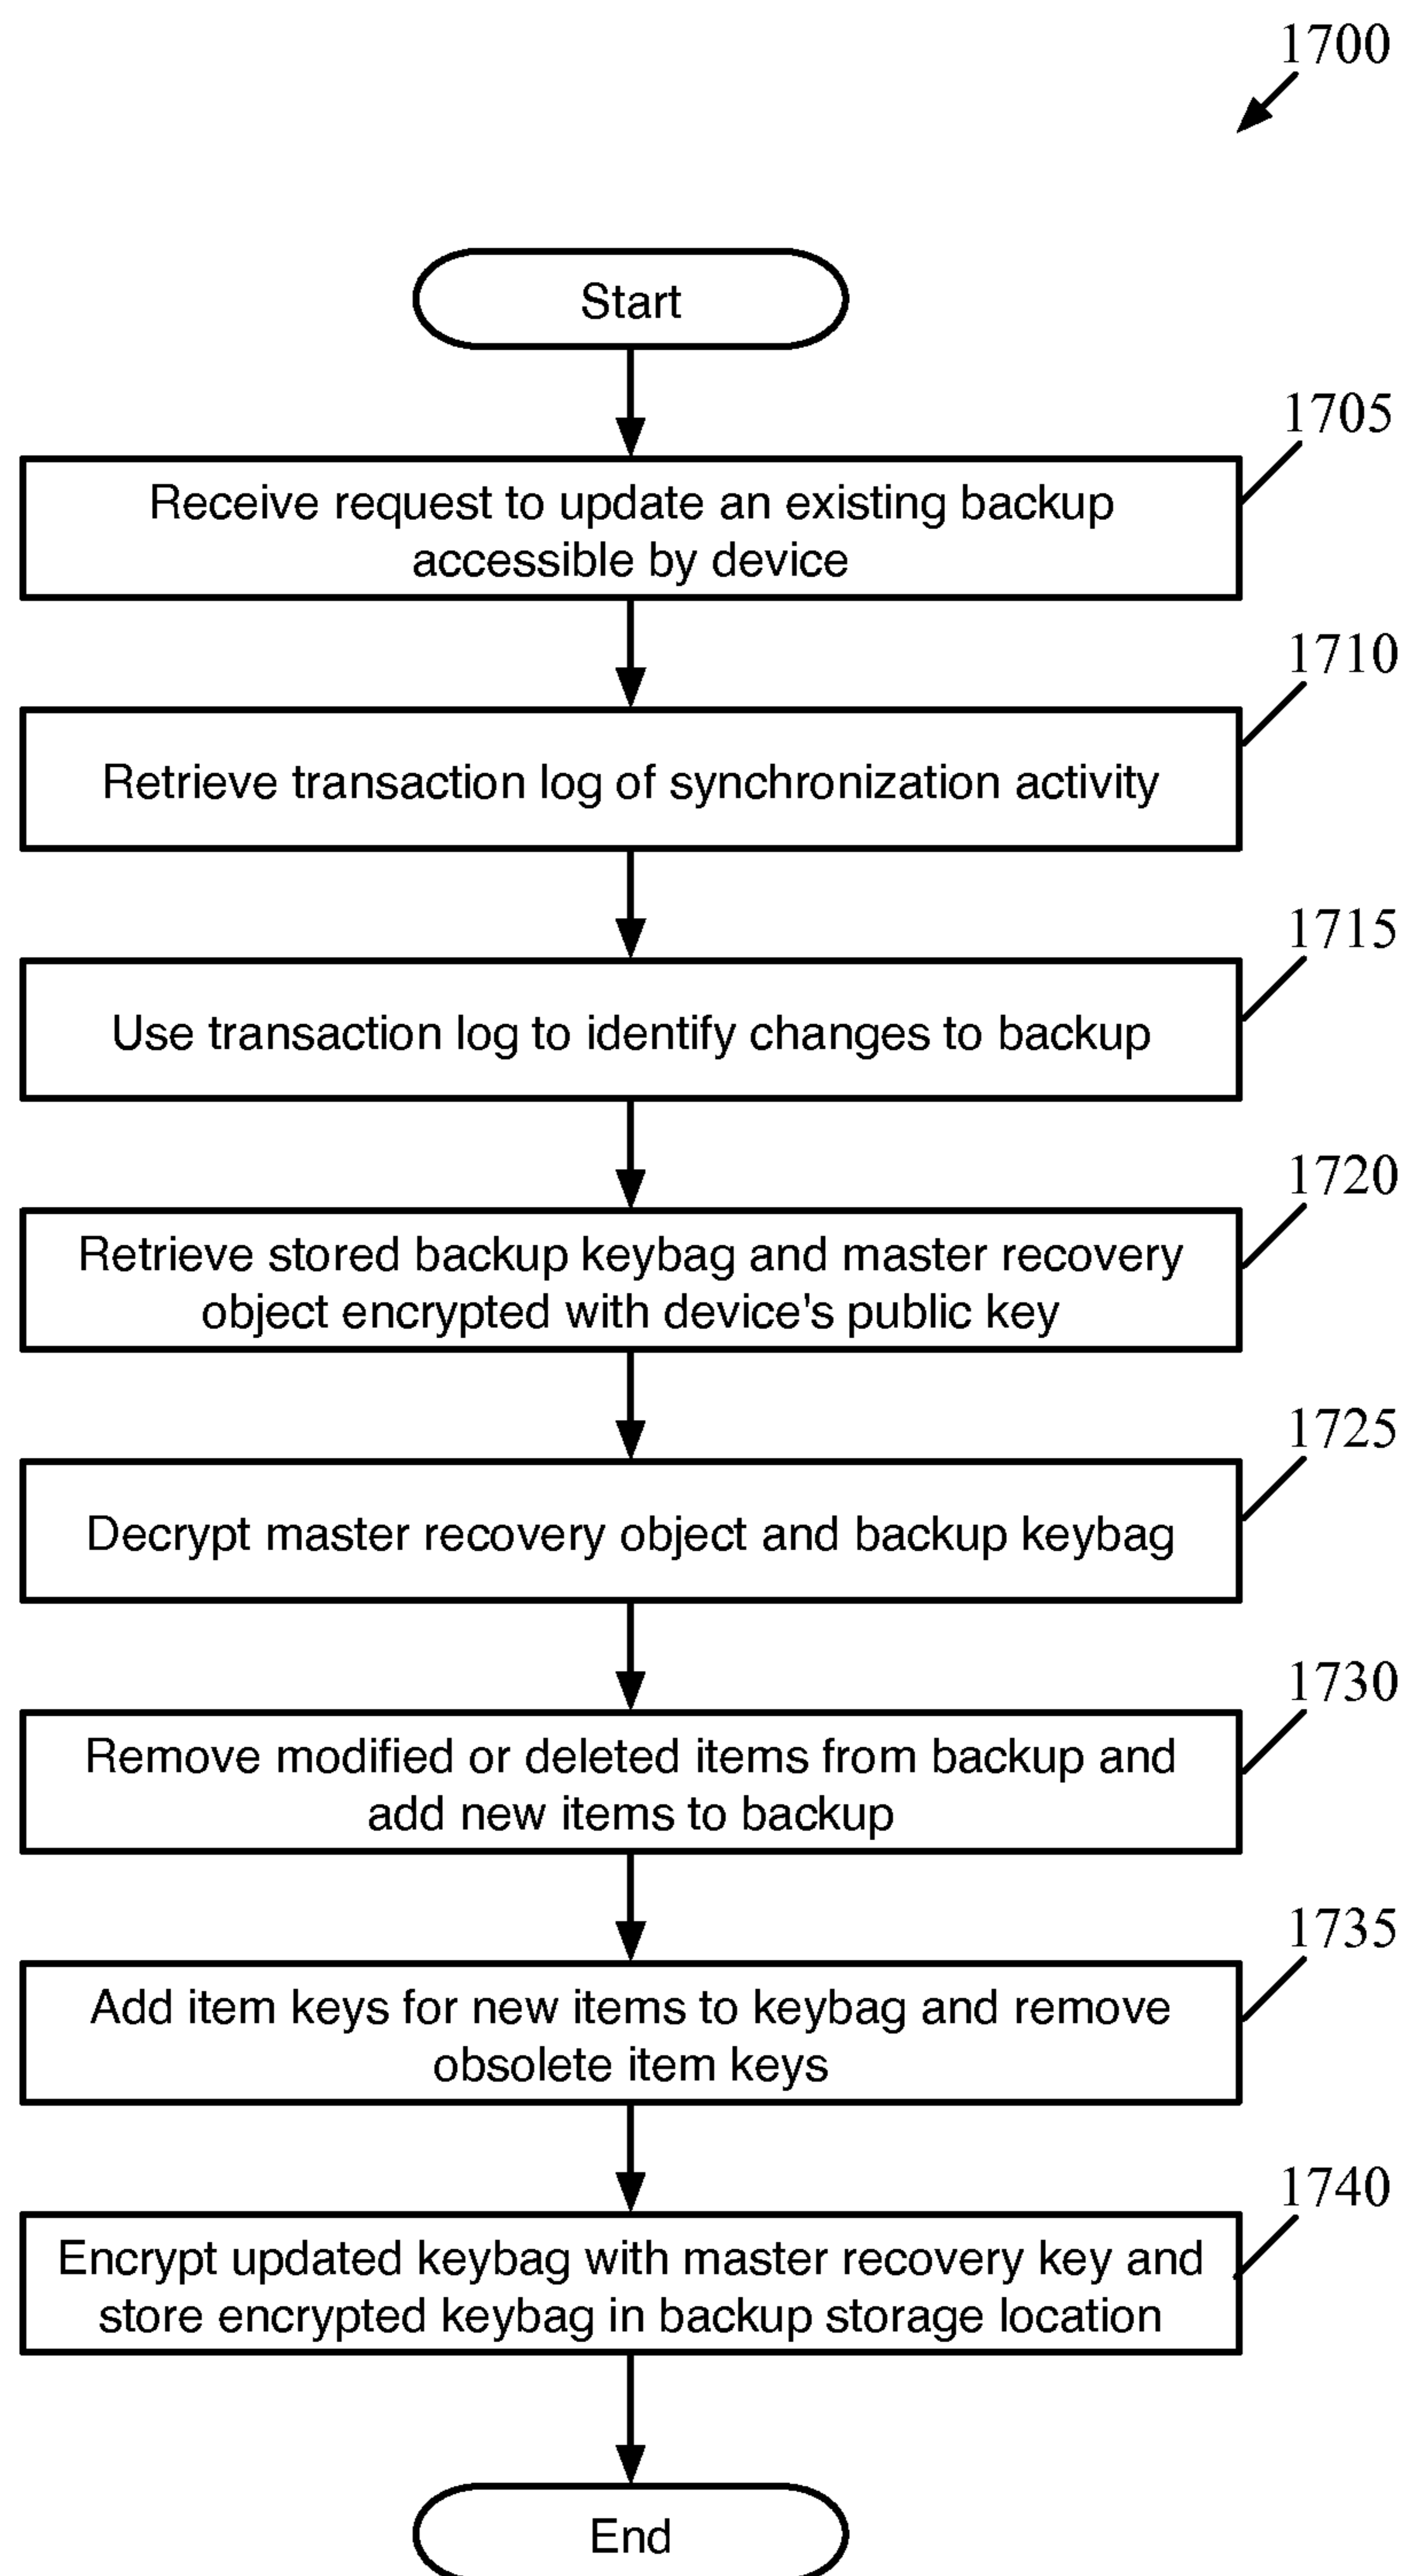 1700
Start
1705
Receive request to update an existing backup
accessible by device
1710
Retrieve transaction log of synchronization activity
1715
Use transaction log to identify changes to backup
1720
Retrieve stored backup keybag and master recovery
object encrypted with device's public key
1725
Decrypt master recovery object and backup keybag
1730
Remove modified or deleted items from backup and
add new items to backup
1735
Add item keys for new items to keybag and remove
obsolete item keys
1740
Encrypt updated keybag with master recovery key and
store encrypted keybag in backup storage location
End